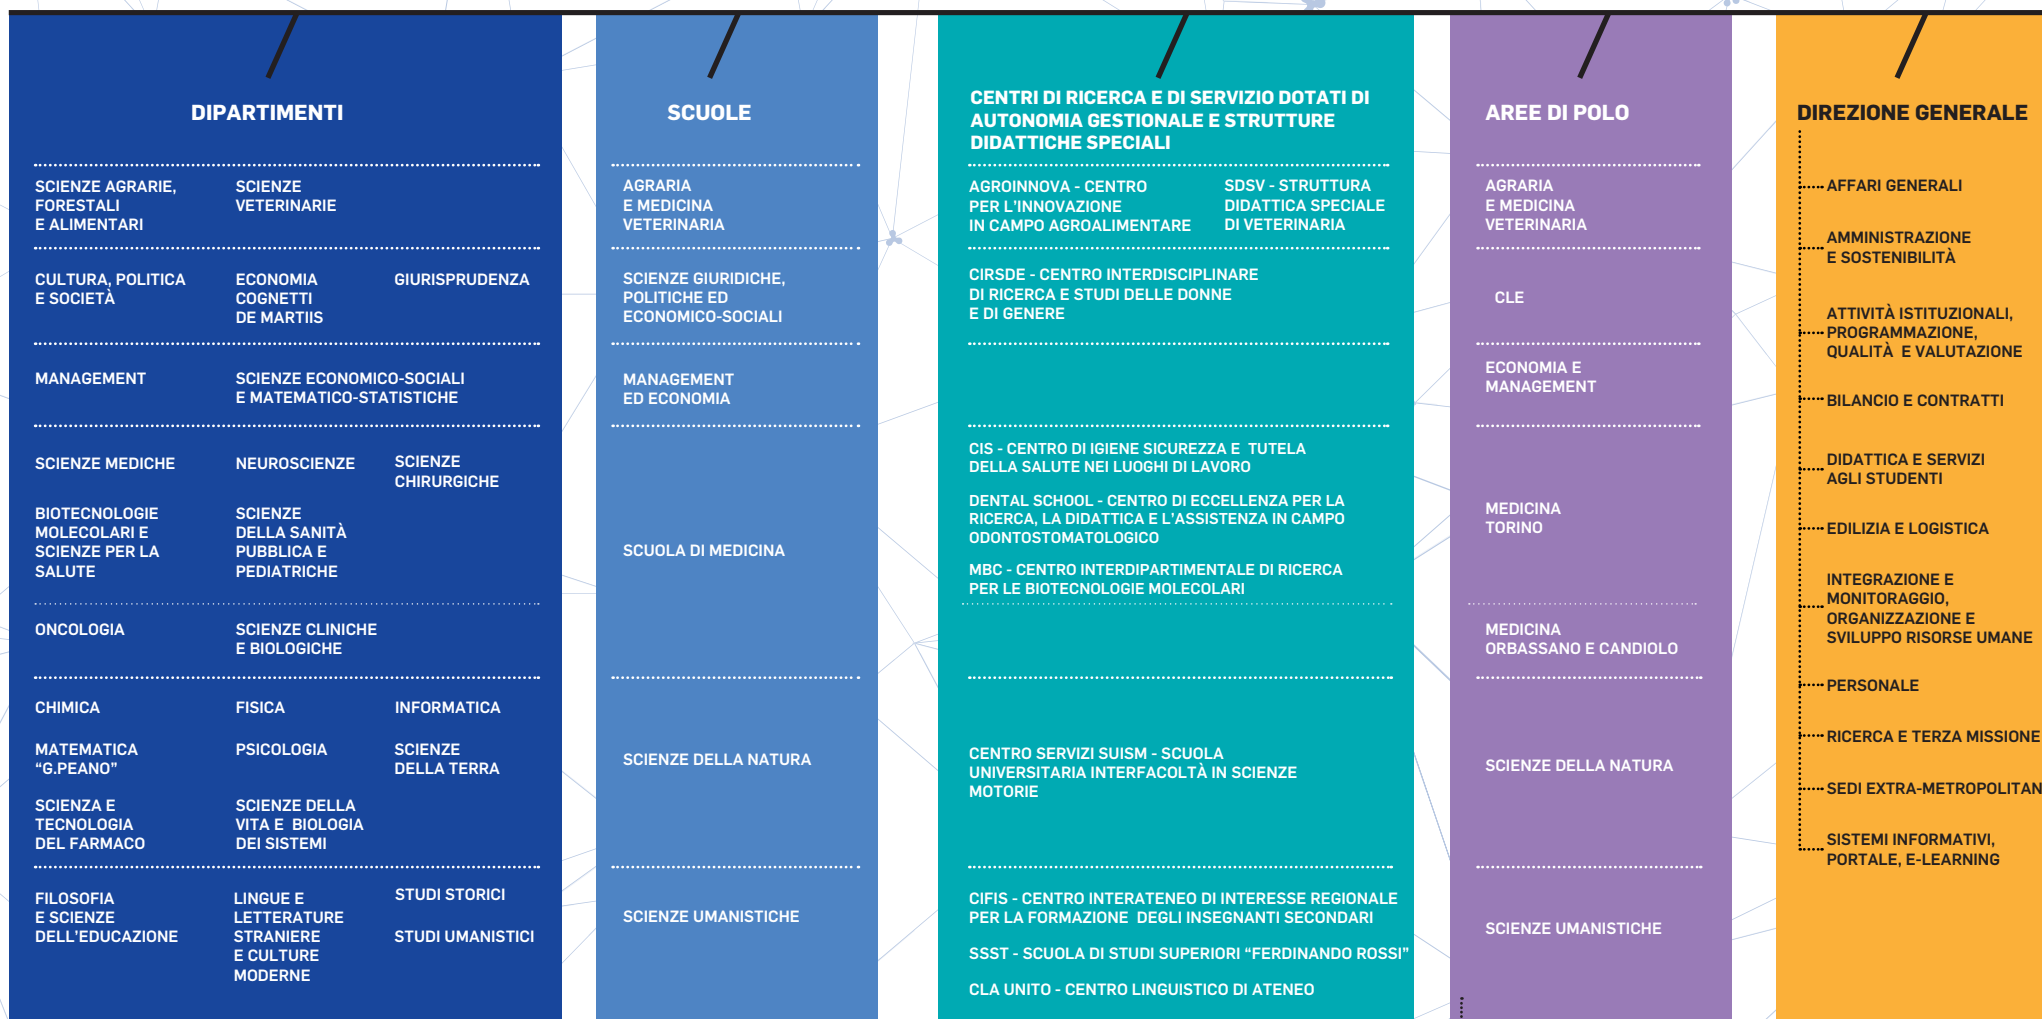 DIPARTIMENTI
SCIENZE AGRARIE,
FORESTALI
E ALIMENTARI
SCIENZE
VETERINARIE
CULTURA, POLITICA
E SOCIETÀ
ECONOMIA
COGNETTI
DE MARTIIS
GIURISPRUDENZA
MANAGEMENT
SCIENZE ECONOMICO-SOCIALI
E MATEMATICO-STATISTICHE
SCIENZE MEDICHE
NEUROSCIENZE
SCIENZE
CHIRURGICHE
BIOTECNOLOGIE
MOLECOLARI E
SCIENZE PER LA
SALUTE
SCIENZE
DELLA SANITÀ
PUBBLICA E
PEDIATRICHE
ONCOLOGIA
SCIENZE CLINICHE
E BIOLOGICHE
CHIMICA
FISICA
INFORMATICA
MATEMATICA
“G.PEANO”
PSICOLOGIA
SCIENZE
DELLA TERRA
SCIENZA E
TECNOLOGIA
DEL FARMACO
SCIENZE DELLA
VITA E BIOLOGIA
DEI SISTEMI
FILOSOFIA
E SCIENZE
DELL’EDUCAZIONE
LINGUE E
LETTERATURE
STRANIERE
E CULTURE
MODERNE
STUDI STORICI
STUDI UMANISTICI
SCUOLE
AGRARIA
E MEDICINA
VETERINARIA
SCIENZE GIURIDICHE,
POLITICHE ED
ECONOMICO-SOCIALI
MANAGEMENT
ED ECONOMIA
SCUOLA DI MEDICINA
SCIENZE DELLA NATURA
SCIENZE UMANISTICHE
CENTRI DI RICERCA E DI SERVIZIO DOTATI DI
AUTONOMIA GESTIONALE E STRUTTURE
DIDATTICHE SPECIALI
AGROINNOVA - CENTRO
PER L’INNOVAZIONE
IN CAMPO AGROALIMENTARE
SDSV - STRUTTURA
DIDATTICA SPECIALE
DI VETERINARIA
CIRSDE - CENTRO INTERDISCIPLINARE
DI RICERCA E STUDI DELLE DONNE
E DI GENERE
CIS - CENTRO DI IGIENE SICUREZZA E TUTELA
DELLA SALUTE NEI LUOGHI DI LAVORO
DENTAL SCHOOL - CENTRO DI ECCELLENZA PER LA
RICERCA, LA DIDATTICA E L’ASSISTENZA IN CAMPO
ODONTOSTOMATOLOGICO
MBC - CENTRO INTERDIPARTIMENTALE DI RICERCA
PER LE BIOTECNOLOGIE MOLECOLARI
CENTRO SERVIZI SUISM - SCUOLA
UNIVERSITARIA INTERFACOLTÀ IN SCIENZE
MOTORIE
CIFIS - CENTRO INTERATENEO DI INTERESSE REGIONALE
PER LA FORMAZIONE DEGLI INSEGNANTI SECONDARI
SSST - SCUOLA DI STUDI SUPERIORI “FERDINANDO ROSSI”
CLA UNITO - CENTRO LINGUISTICO DI ATENEO
AREE DI POLO
AGRARIA
E MEDICINA
VETERINARIA
CLE
ECONOMIA E
MANAGEMENT
MEDICINA
TORINO
MEDICINA
ORBASSANO E CANDIOLO
SCIENZE DELLA NATURA
SCIENZE UMANISTICHE
DIREZIONE GENERALE
AFFARI GENERALI
AMMINISTRAZIONE
E SOSTENIBILITÀ
ATTIVITÀ ISTITUZIONALI,
PROGRAMMAZIONE,
QUALITÀ E VALUTAZIONE
BILANCIO E CONTRATTI
DIDATTICA E SERVIZI
AGLI STUDENTI
EDILIZIA E LOGISTICA
INTEGRAZIONE E
MONITORAGGIO,
ORGANIZZAZIONE E
SVILUPPO RISORSE UMANE
PERSONALE
RICERCA E TERZA MISSIONE
SEDI EXTRA-METROPOLITAN
SISTEMI INFORMATIVI,
PORTALE, E-LEARNING